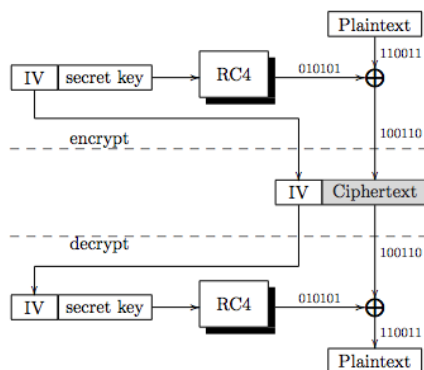 Plaintext
110011
IV secret key RC4 010101
100110
encrypt
IV Ciphertext
decrypt
100110
IV secret key RC4 010101
110011
Plaintext